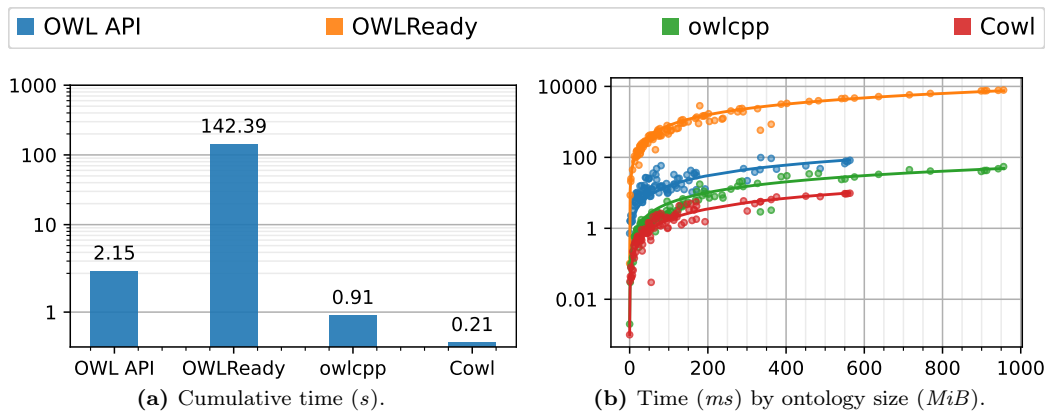 OWL API OWLReady owlcpp Cowl
1000
100
10
1
2.15
142.39
0.91
0.21
OWL API OWLReady owlcpp Cowl
(a) Cumulative time (s).
10000
100
1
0.01
0 200 400 600 800 1000
(b) Time (ms) by ontology size (MiB).